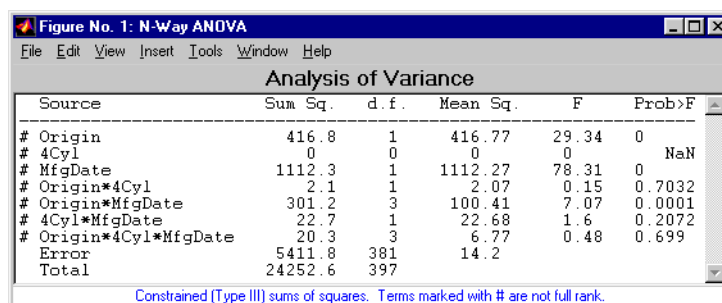 Figure No. 1: N-Way ANOVA
File Edit View Insert Tools Window Help
Analysis of Variance
Source Sum Sq. d.f. Mean Sq. F Prob>F
# Origin 416.8 1 416.77 29.34 0
# 4Cyl 0 0 0 0 NaN
# MfgDate 1112.3 1 1112.27 78.31 0
# Origin*4Cyl 2.1 1 2.07 0.15 0.7032
# Origin*MfgDate 301.2 3 100.41 7.07 0.0001
# 4Cyl*MfgDate 22.7 1 22.68 1.6 0.2072
# Origin*4Cyl*MfgDate 20.3 3 6.77 0.48 0.699
Error 5411.8 381 14.2
Total 24252.6 397
Constrained (Type III) sums of squares. Terms marked with # are not full rank.